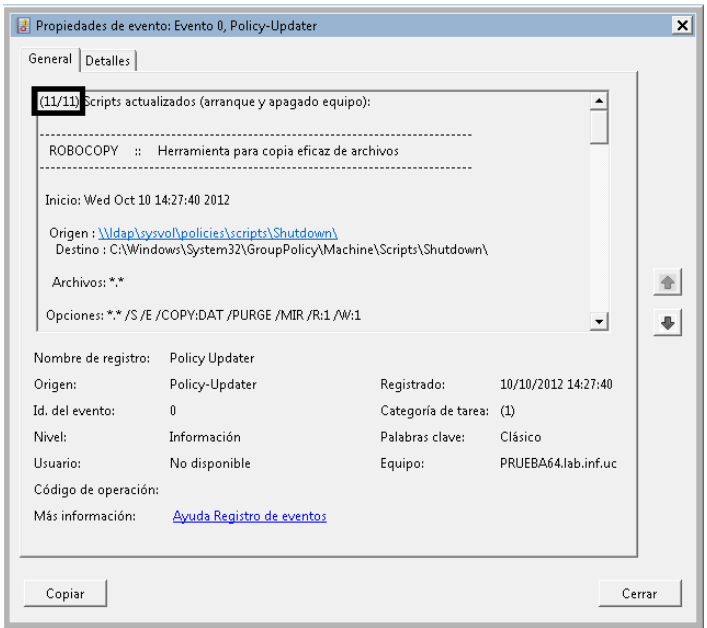 Propiedades de evento: Evento 0, Policy-Updater
General
Detalles
(11/11) Scripts actualizados (arranque y apagado equipo):
-------------------------------------------------------------------------------
ROBOCOPY :: Herramienta para copia eficaz de archivos
-------------------------------------------------------------------------------
Inicio: Wed Oct 10 14:27:40 2012
Origen : \\ldap\sysvol\policies\scripts\Shutdown\
Destino : C:\Windows\System32\GroupPolicy\Machine\Scripts\Shutdown\
Archivos: *.*
Opciones: *.* /S /E /COPY:DAT /PURGE /MIR /R:1 /W:1
Nombre de registro: Policy Updater
Origen: Policy-Updater Registrado: 10/10/2012 14:27:40
Id. del evento: 0 Categoría de tarea: (1)
Nivel: Información Palabras clave: Clásico
Usuario: No disponible Equipo: PRUEBA64.lab.inf.uc
Código de operación:
Más información: Ayuda Registro de eventos
Copiar
Cerrar